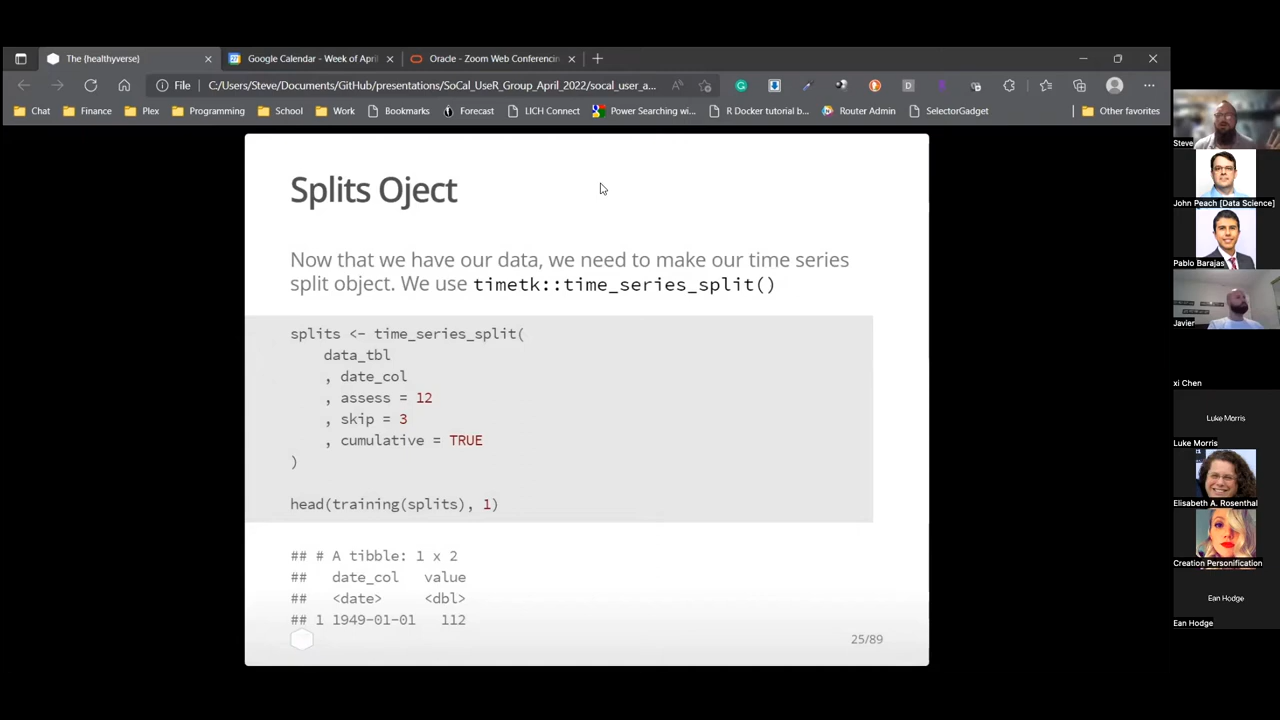 The {healthyverse}
Google Calendar - Week of April
Oracle - Zoom Web Conferencin
File
C:/Users/Steve/Documents/GitHub/presentations/SoCal_UseR_Group_April_2022/socal_user_a...
Chat
Finance
Plex
Programming
School
Work
Bookmarks
Forecast
LICH Connect
Power Searching wi...
R Docker tutorial b...
Router Admin
SelectorGadget
Other favorites
Splits Oject
Now that we have our data, we need to make our time series
split object. We use timetk::time_series_split()
splits <- time_series_split(
data_tbl
, date_col
, assess = 12
, skip = 3
, cumulative = TRUE
)
head(training(splits), 1)
## # A tibble: 1 x 2
## date_col value
## <date> <dbl>
## 1 1949-01-01 112
25/89
Steve
John Peach [Data Science]
Pablo Barajas
Javier
xi Chen
Luke Morris
Luke Morris
Elisabeth A. Rosenthal
Creation Personification
Ean Hodge
Ean Hodge